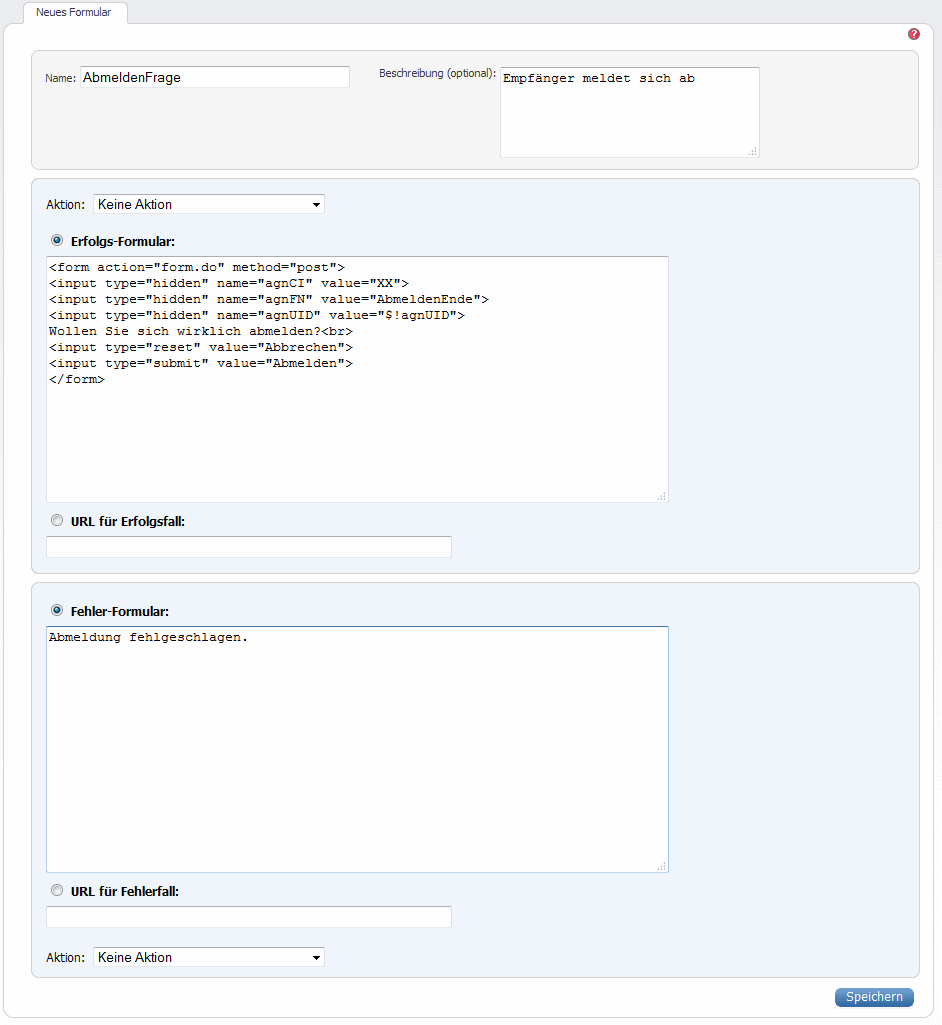 Neues Formular
?
Name: AbmeldenFrage
Beschreibung (optional): Empfänger meldet sich ab
Aktion: Keine Aktion
Erfolgs-Formular:
<form action="form.do" method="post">
<input type="hidden" name="agnCI" value="XX">
<input type="hidden" name="agnFN" value="AbmeldenEnde">
<input type="hidden" name="agnUID" value="$!agnUID">
Wollen Sie sich wirklich abmelden?<br>
<input type="reset" value="Abbrechen">
<input type="submit" value="Abmelden">
</form>
URL für Erfolgsfall:
Fehler-Formular:
Abmeldung fehlgeschlagen.
URL für Fehlerfall:
Aktion: Keine Aktion
Speichern